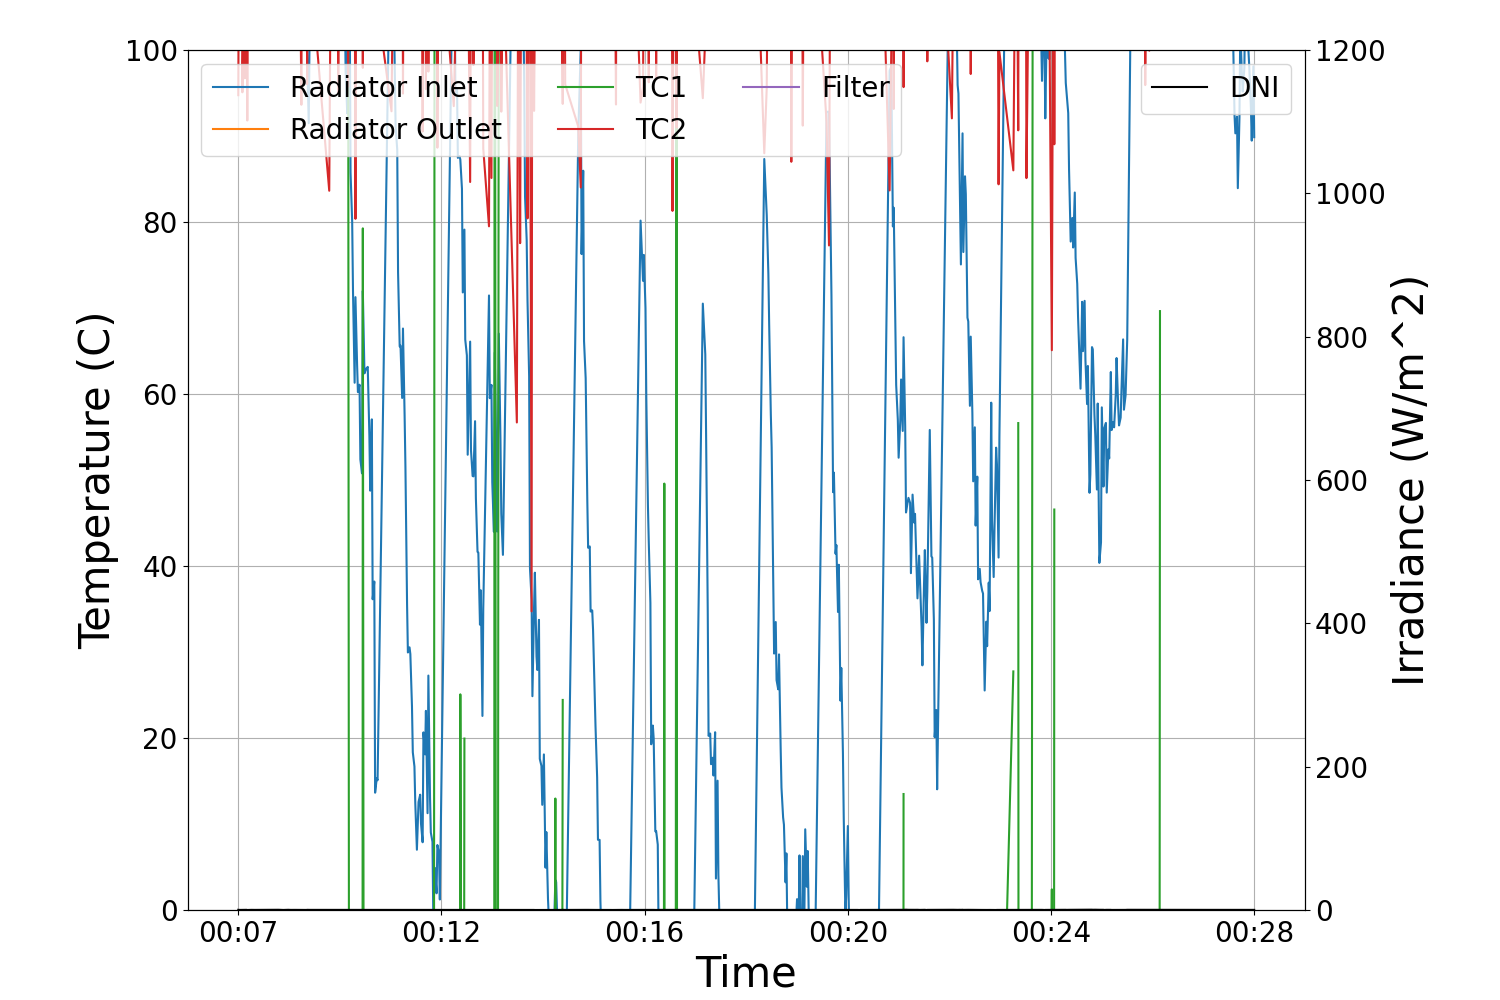 100
80
60
40
20
0
Temperature (C)
Radiator Inlet
Radiator Outlet
TC1
TC2
Filter
DNI
1200
1000
800
600
400
200
0
Irradiance (W/m^2)
00:07
00:12
00:16
00:20
00:24
00:28
Time